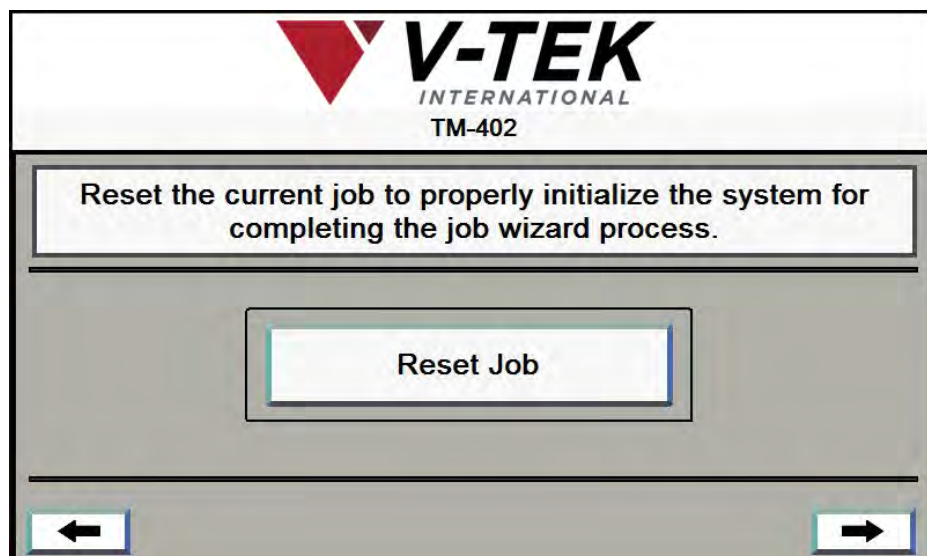 V-TEK
INTERNATIONAL
TM-402
Reset the current job to properly initialize the system for
completing the job wizard process.
Reset Job